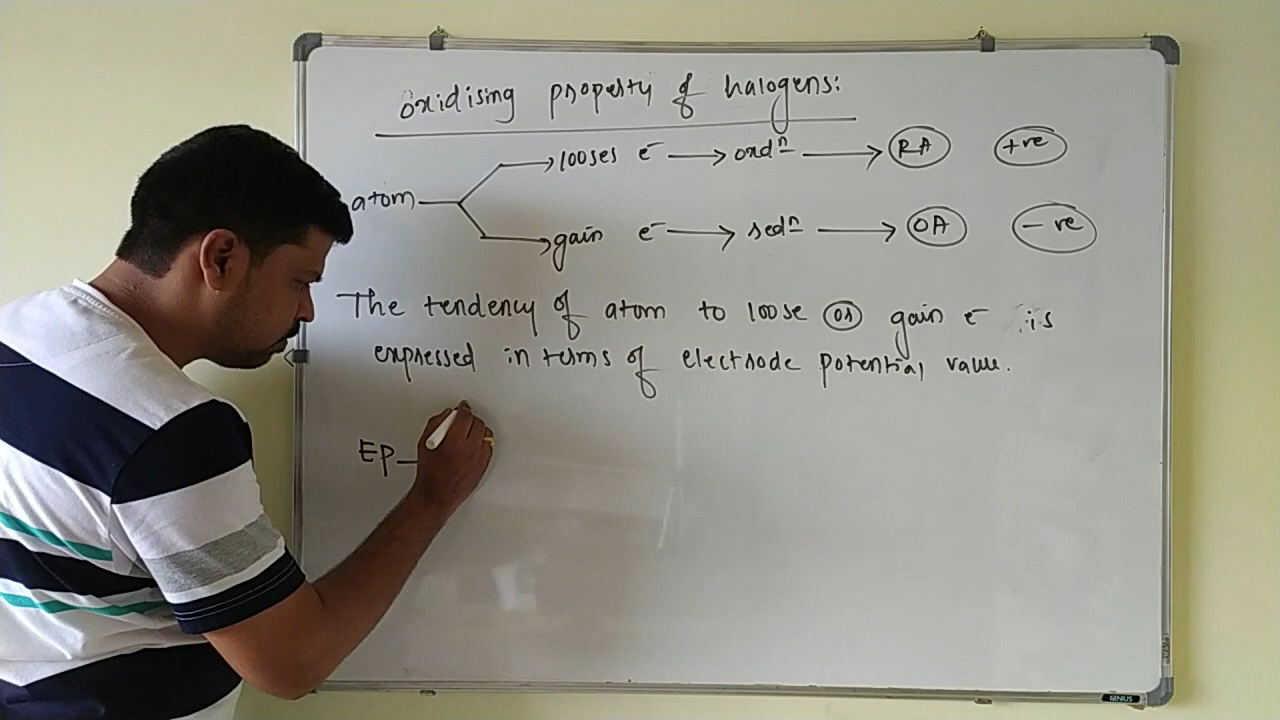 oxidising property of halogens:
atom
looses e⁻ → oxdⁿ → RA +ve
gain e⁻ → redⁿ → OA -ve
The tendency of atom to loose or gain e⁻ is
expressed in terms of electrode potential value.
EP
GENIUS